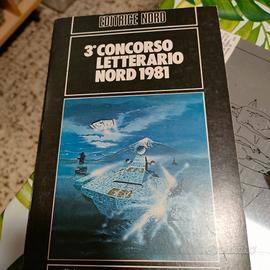 EDITRICE NORD
3° CONCORSO
LETTERARIO
NORD 1981